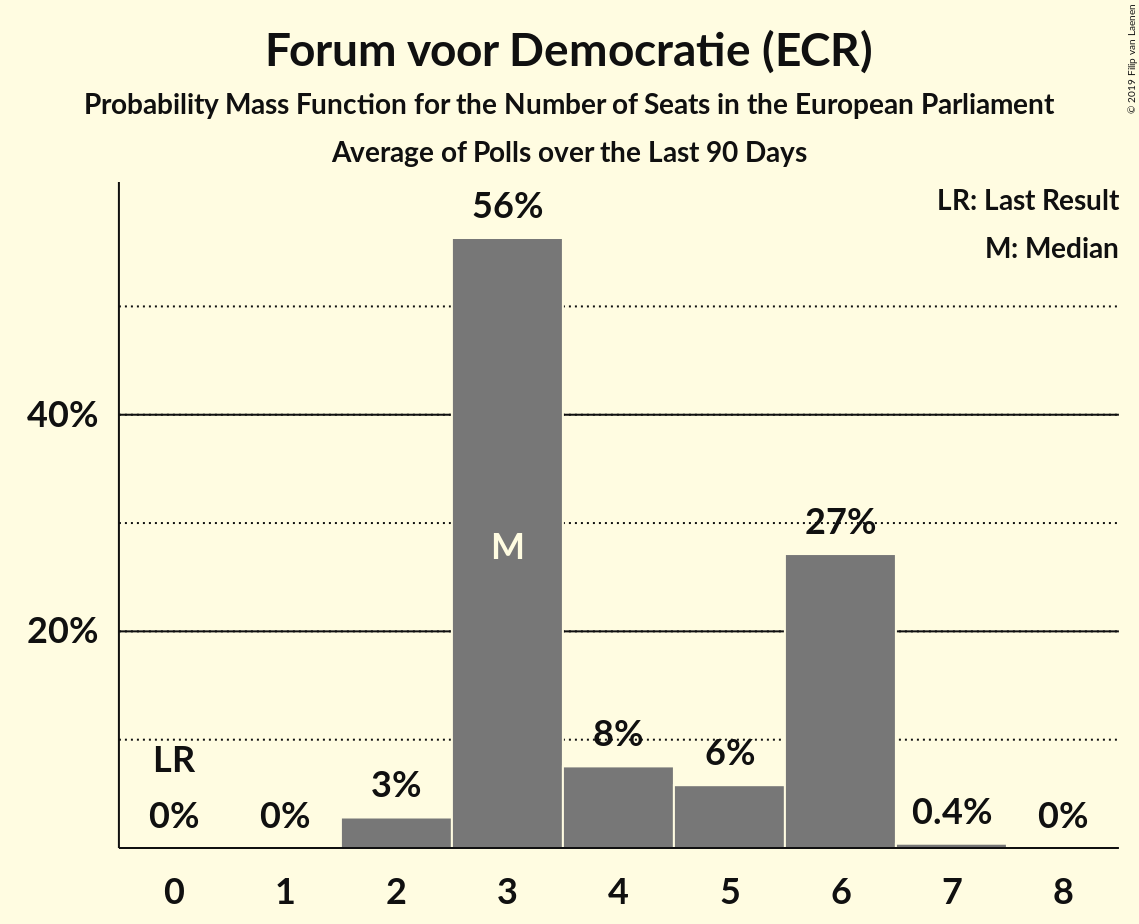 Forum voor Democratie (ECR)
Probability Mass Function for the Number of Seats in the European Parliament
Average of Polls over the Last 90 Days
© 2019 Filip van Laenen
LR: Last Result
M: Median
56%
40%
M
27%
20%
LR
8%
6%
3%
0%
0%
0.4%
0%
0 1 2 3 4 5 6 7 8